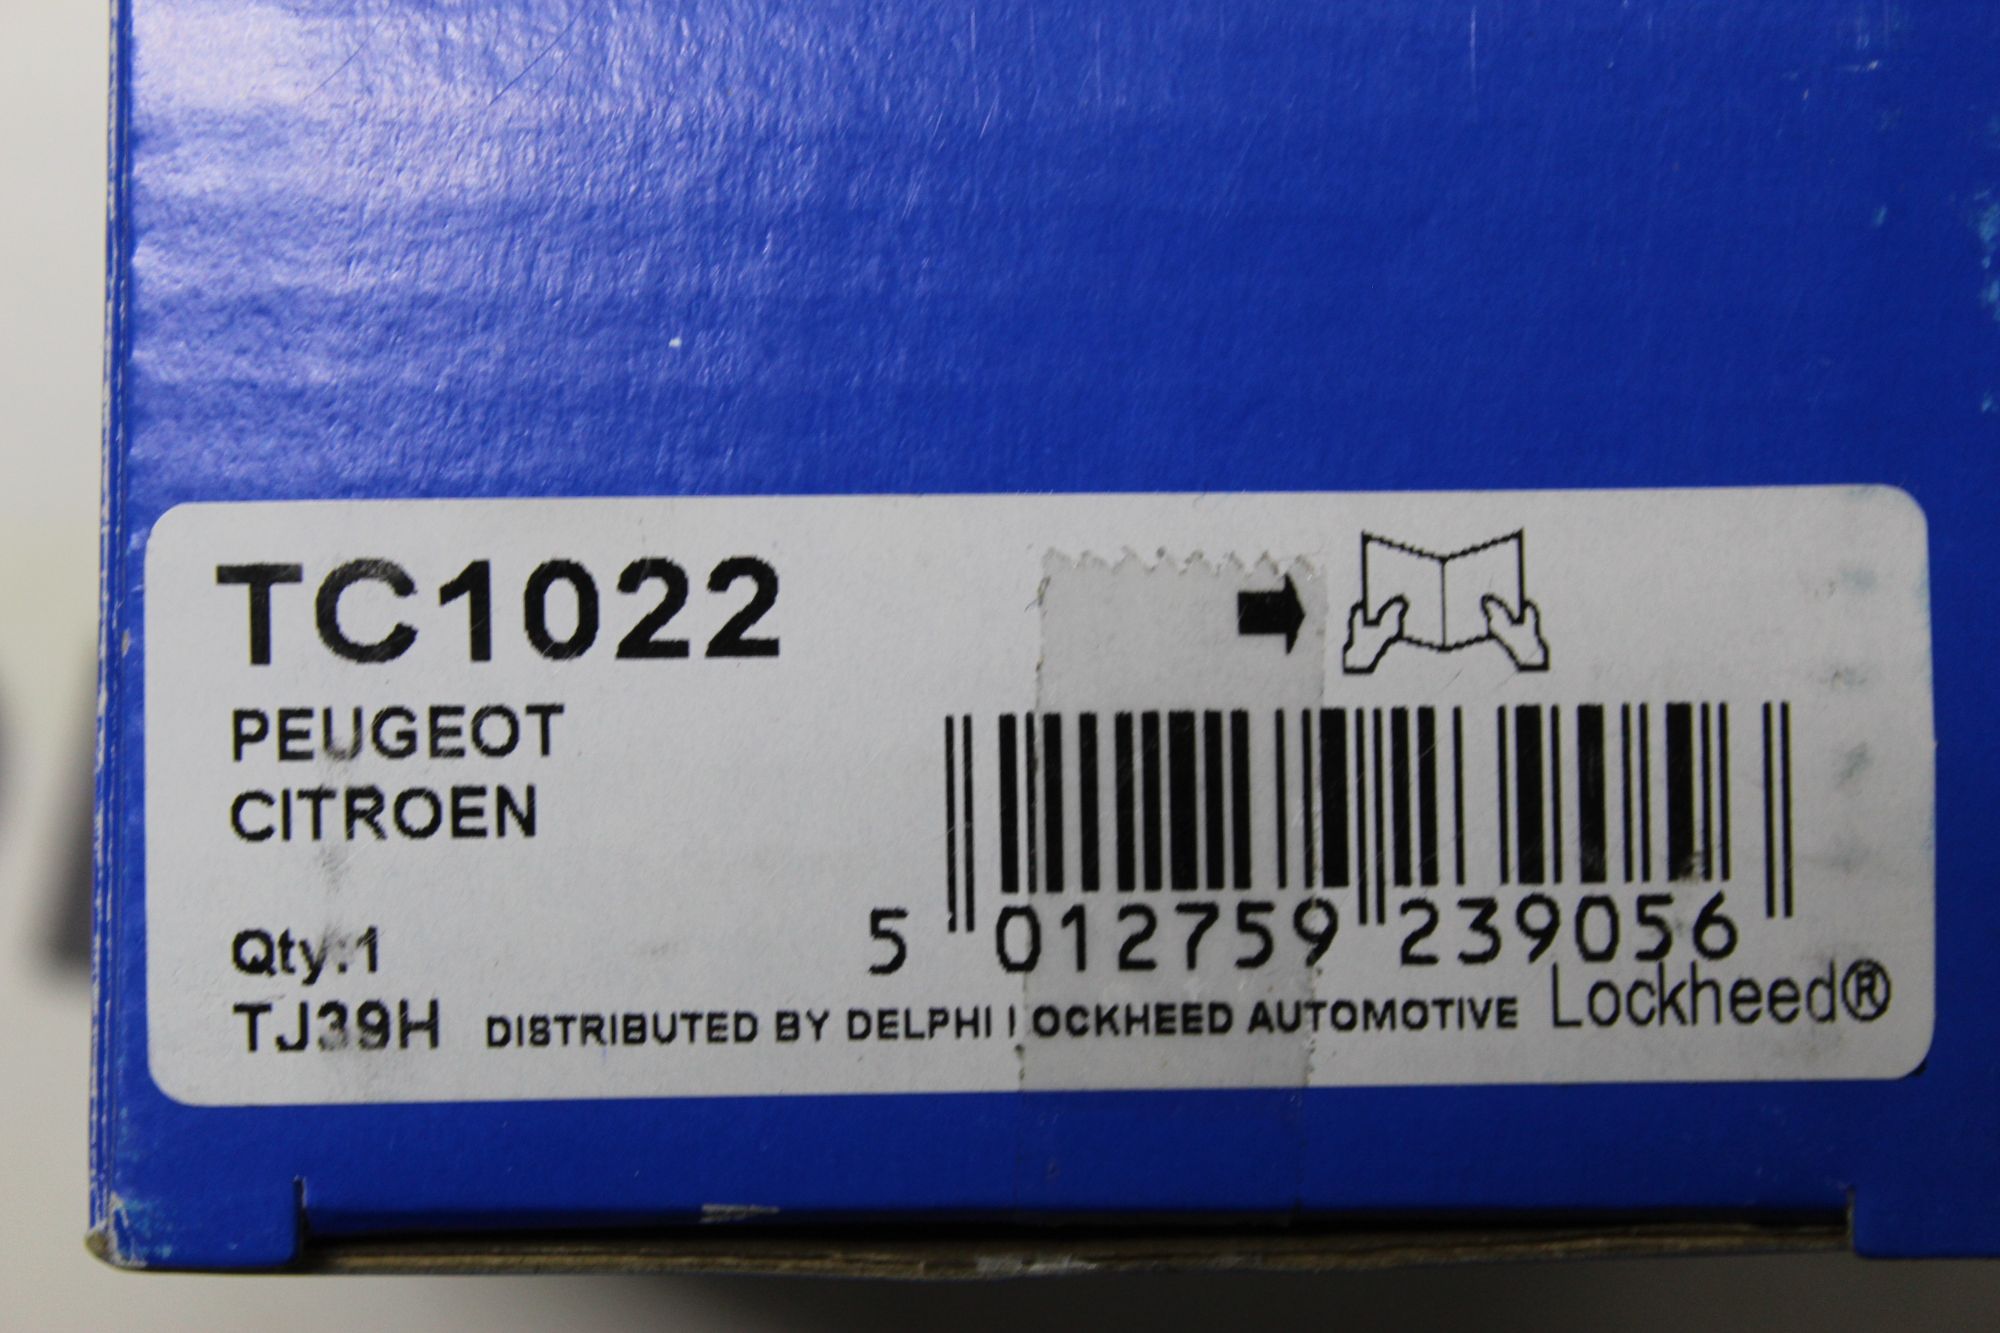 TC1022
PEUGEOT
CITROEN
5 012759 239056
Qty:1
TJ39H DISTRIBUTED BY DELPHI LOCKHEED AUTOMOTIVE Lockheed®